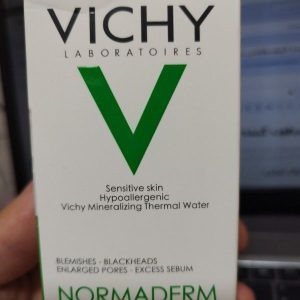 VICHY
LABORATOIRES
V
Sensitive skin
Hypoallergenic
Vichy Mineralizing Thermal Water
BLEMISHES - BLACKHEADS
ENLARGED PORES - EXCESS SEBUM
NORMADERM